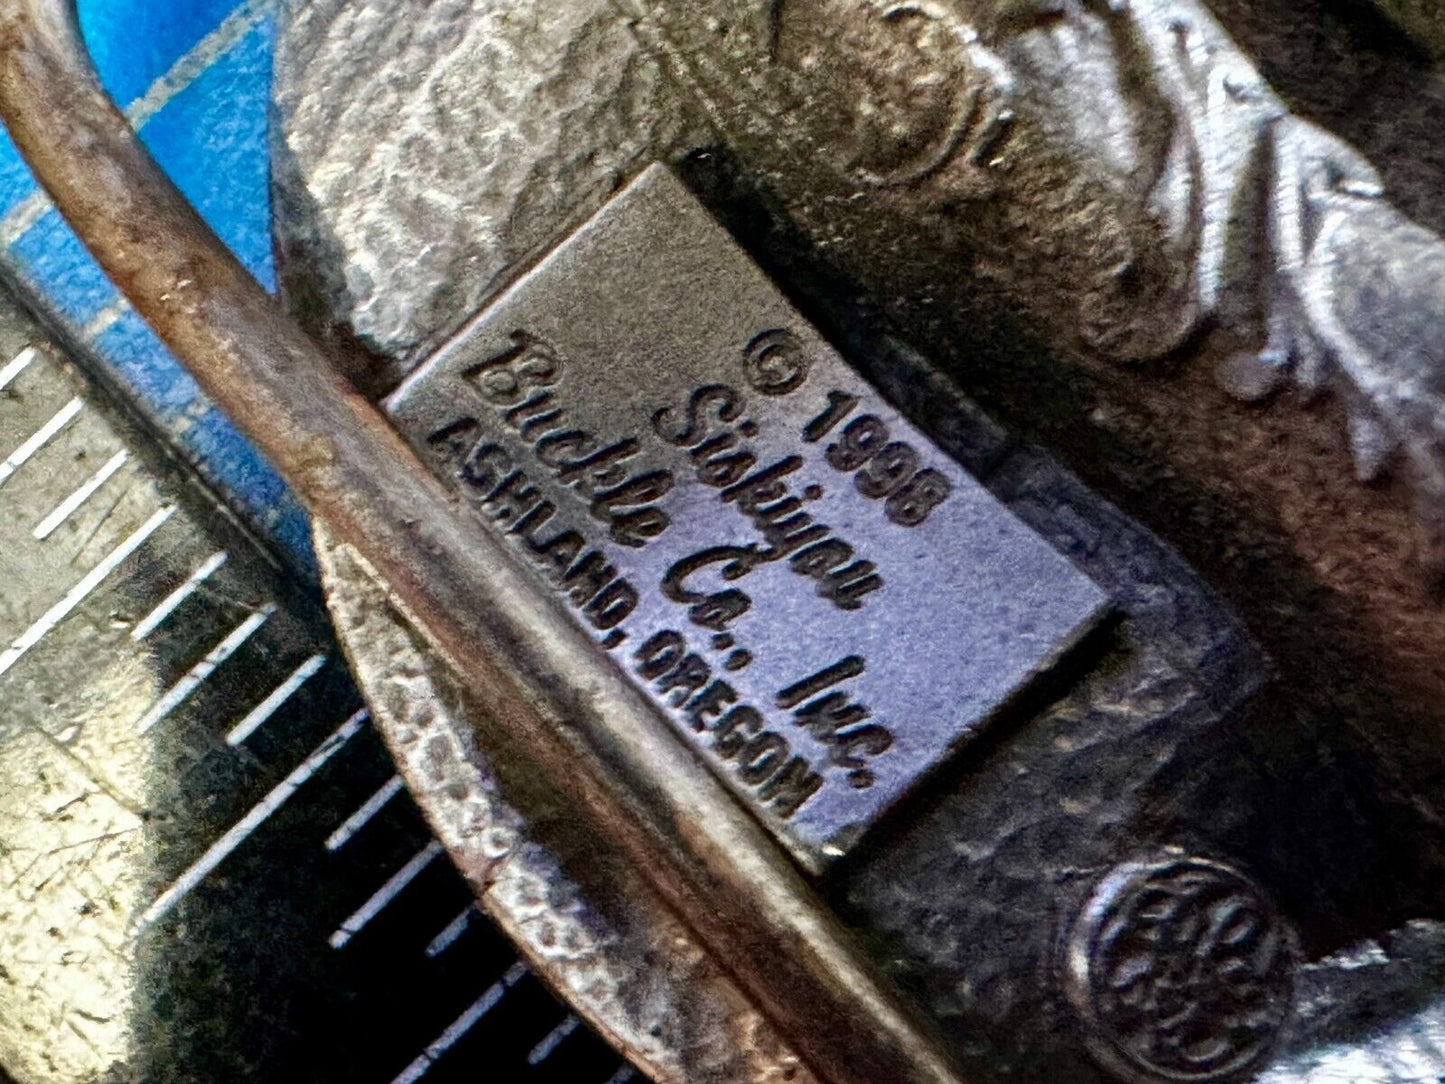 © 1998
Siskiyou
Buckle Co., Inc.
ASHLAND, OREGON